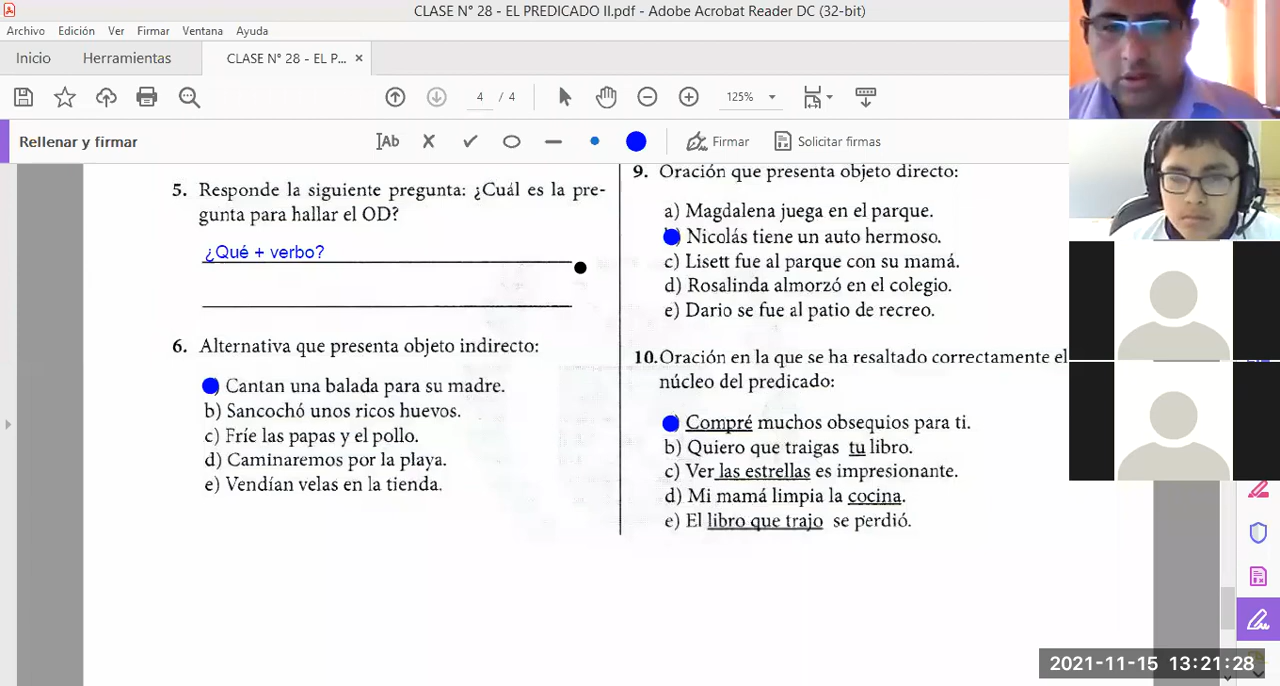 CLASE N° 28 - EL PREDICADO II.pdf - Adobe Acrobat Reader DC (32-bit)
Archivo Edición Ver Firmar Ventana Ayuda
Inicio Herramientas CLASE N° 28 - EL P... ×
4 / 4 125%
Rellenar y firmar Ab Firmar Solicitar firmas
5. Responde la siguiente pregunta: ¿Cuál es la pre-
gunta para hallar el OD?
¿Qué + verbo?
6. Alternativa que presenta objeto indirecto:
) Cantan una balada para su madre.
b) Sancochó unos ricos huevos.
c) Fríe las papas y el pollo.
d) Caminaremos por la playa.
e) Vendían velas en la tienda.
9. Oración que presenta objeto directo:
a) Magdalena juega en el parque.
) Nicolás tiene un auto hermoso.
c) Lisett fue al parque con su mamá.
d) Rosalinda almorzó en el colegio.
e) Dario se fue al patio de recreo.
10. Oración en la que se ha resaltado correctamente el
núcleo del predicado:
) Compré muchos obsequios para ti.
b) Quiero que traigas tu libro.
c) Ver las estrellas es impresionante.
d) Mi mamá limpia la cocina.
e) El libro que trajo se perdió.
2021-11-15 13:21:28